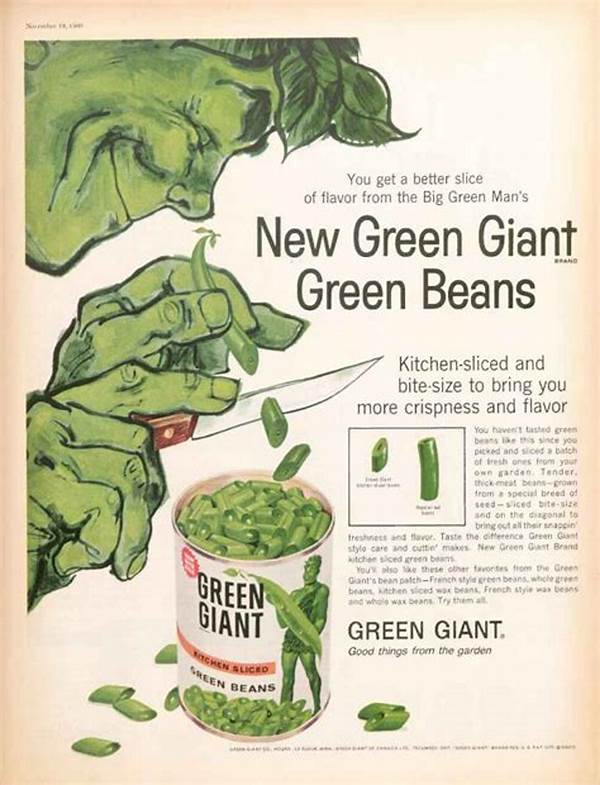 You get a better slice
of flavor from the Big Green Man's
New Green Giant
BRAND
Green Beans
Kitchen-sliced and
bite-size to bring you
more crispness and flavor
You haven't tasted green
beans like this since you
picked and sliced a batch
of fresh ones from your
own garden. Tender,
thick-meat beans—grown
from a special breed of
seed—sliced bite-size
and on the diagonal to
bring out all their snappin'
freshness and flavor. Taste the difference Green Giant
style care and cuttin' makes. New Green Giant Brand
kitchen sliced green beans.
You'll also like these other favorites from the Green
Giant's bean patch—French style green beans, whole green
beans, kitchen sliced wax beans, French style wax beans
and whole wax beans. Try them all.
GREEN
GIANT
KITCHEN SLICED
GREEN BEANS
GREEN GIANT®
Good things from the garden